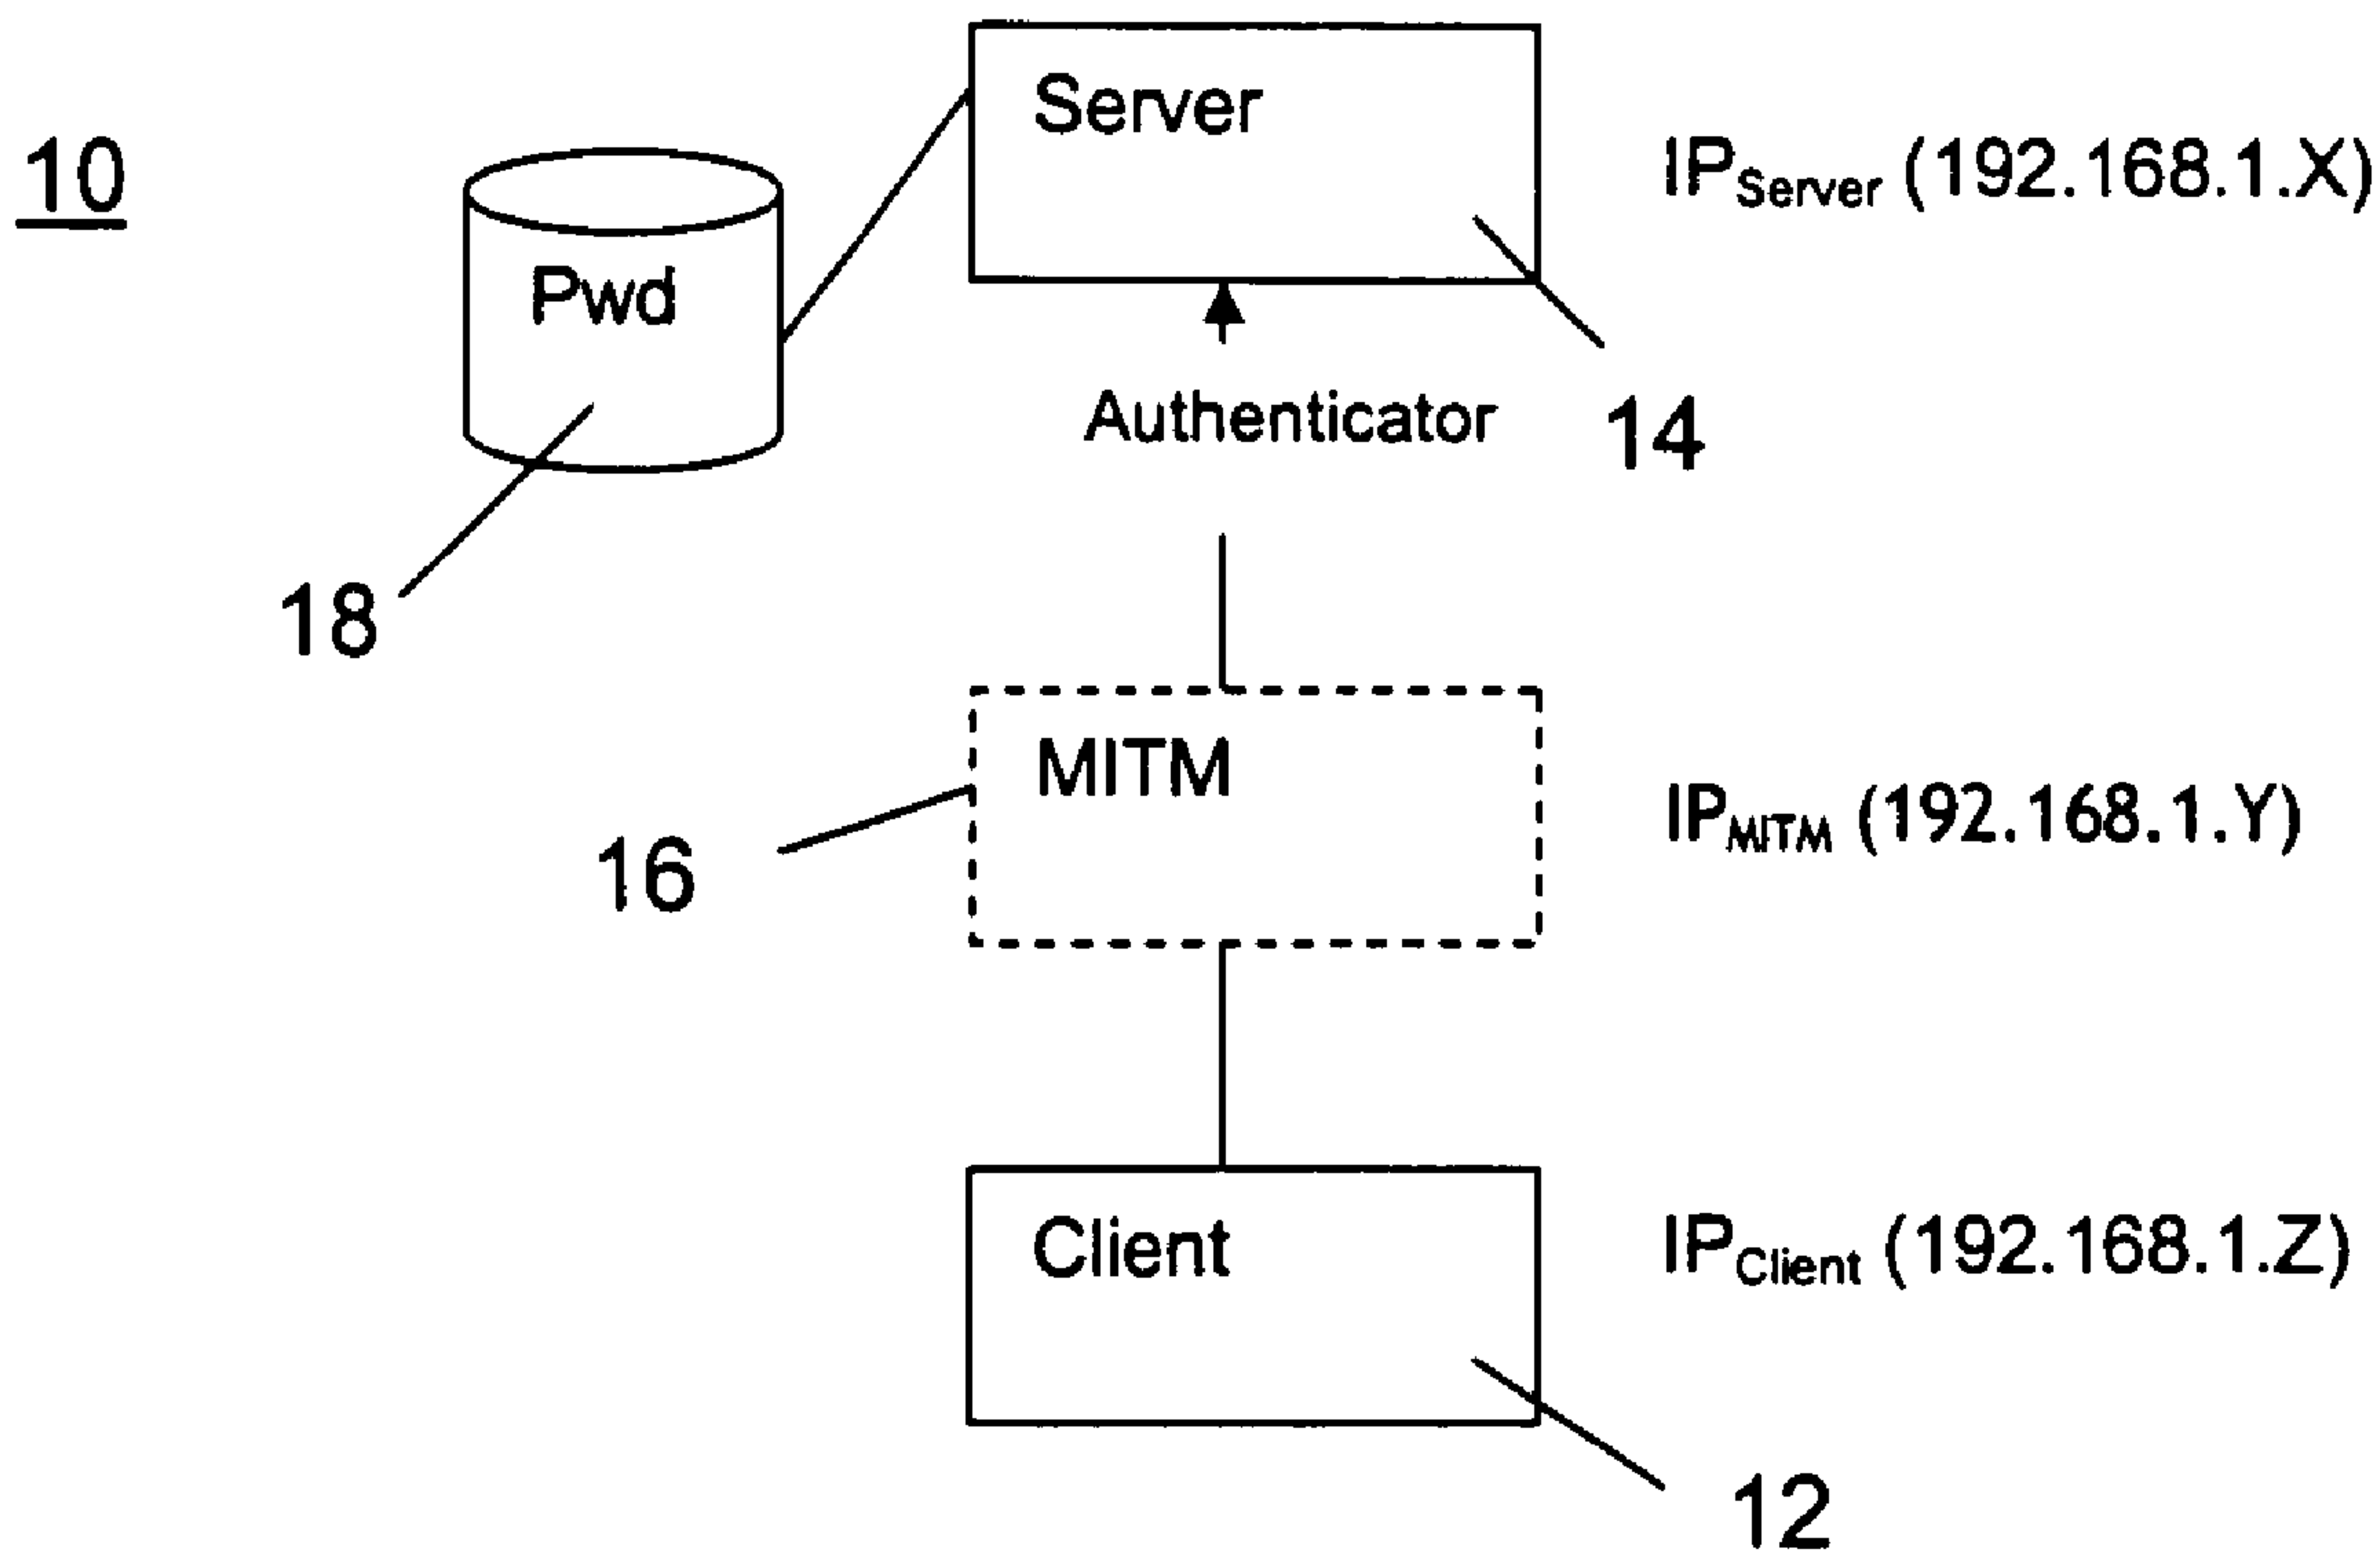 Server
10
IPServer (192.168.1.X)
Pwd
Authenticator
14
18
MITM
IPMITM (192.168.1.Y)
16
Client
IPClient (192.168.1.Z)
12